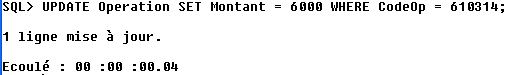 SQL> UPDATE Operation SET Montant = 6000 WHERE CodeOp = 610314;
1 ligne mise à jour.
Ecoulé : 00 :00 :00.04